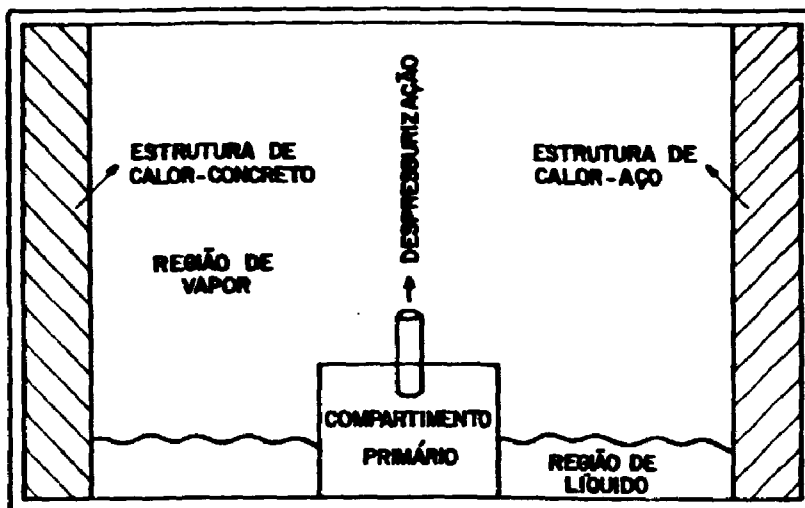 DESPRESSURIZAÇÃO
ESTRUTURA DE
CALOR-CONCRETO
ESTRUTURA DE
CALOR-AÇO
REGIÃO DE
VAPOR
COMPARTIMENTO
PRIMÁRIO
REGIÃO DE
LÍQUIDO